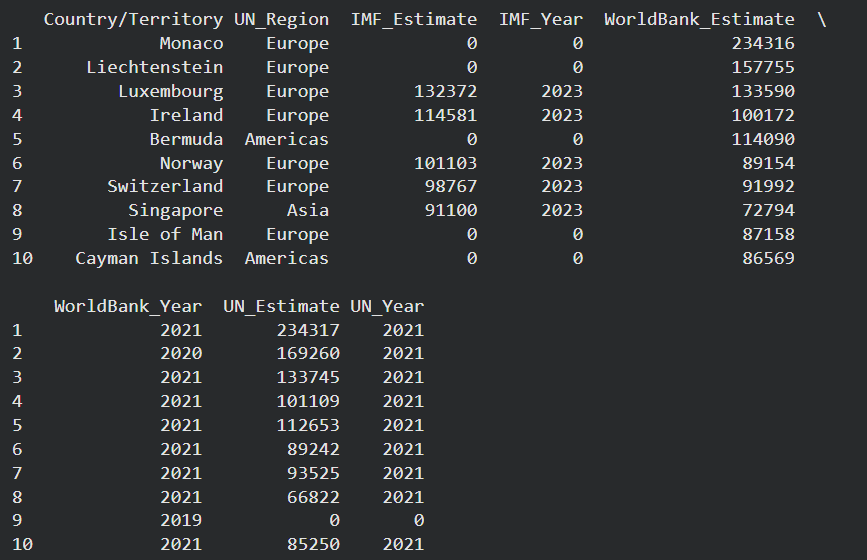 Country/Territory UN_Region IMF_Estimate IMF_Year WorldBank_Estimate \
1 Monaco Europe 0 0 234316
2 Liechtenstein Europe 0 0 157755
3 Luxembourg Europe 132372 2023 133590
4 Ireland Europe 114581 2023 100172
5 Bermuda Americas 0 0 114090
6 Norway Europe 101103 2023 89154
7 Switzerland Europe 98767 2023 91992
8 Singapore Asia 91100 2023 72794
9 Isle of Man Europe 0 0 87158
10 Cayman Islands Americas 0 0 86569
WorldBank_Year UN_Estimate UN_Year
1 2021 234317 2021
2 2020 169260 2021
3 2021 133745 2021
4 2021 101109 2021
5 2021 112653 2021
6 2021 89242 2021
7 2021 93525 2021
8 2021 66822 2021
9 2019 0 0
10 2021 85250 2021